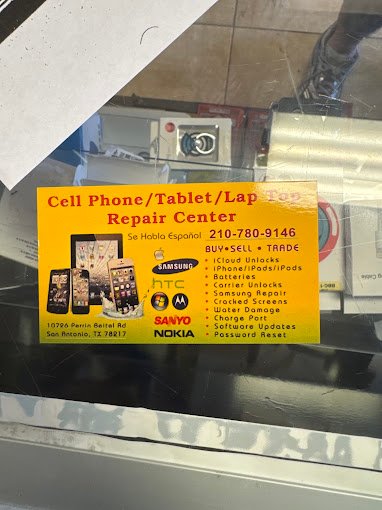 Cell Phone/Tablet/Lap Top
Repair Center
Se Habla Español 210-780-9146
BUY•SELL • TRADE
SAMSUNG
hTC
SANYO
NOKIA
• iCloud Unlocks
• iPhone/iPads/iPods
• Batteries
• Carrier Unlocks
• Samsung Repair
• Cracked Screens
• Water Damage
• Charge Port
• Software Updates
• Password Reset
10726 Perrin Beitel Rd
San Antonio, TX 78217